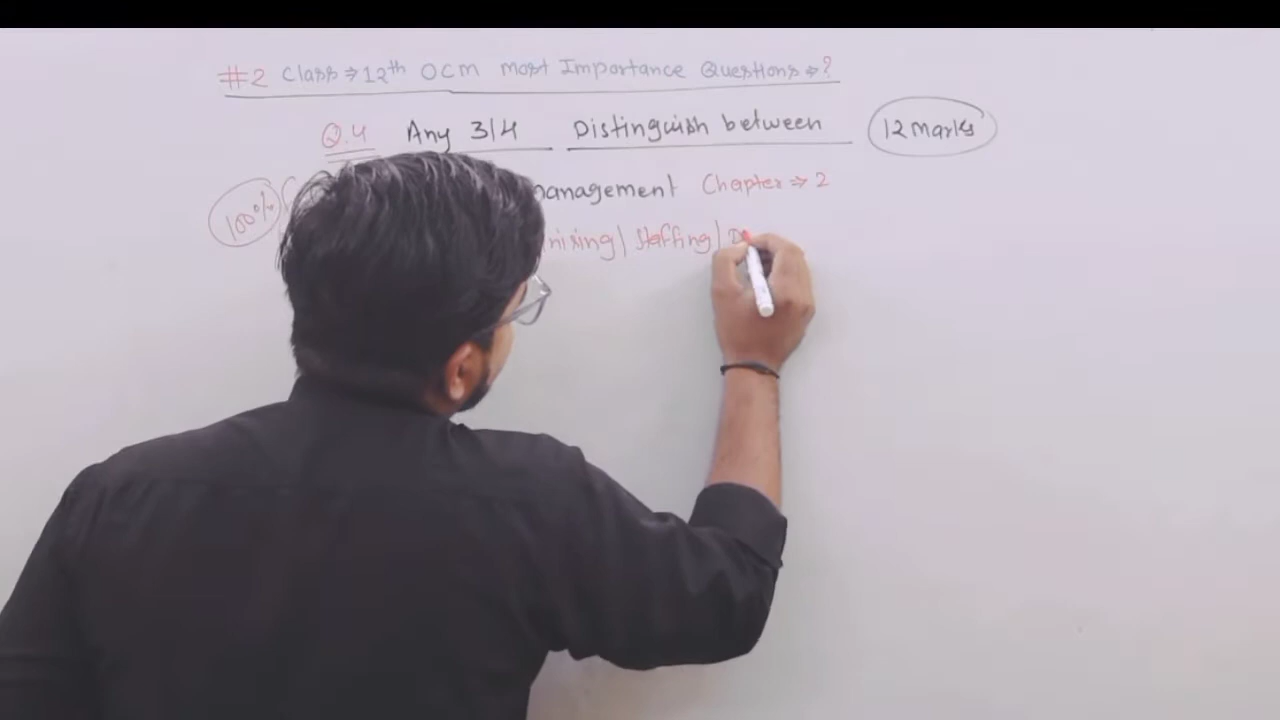 #2 Class ⇒ 12th OCM Most Importance Questions ⇒ ?
Q.4 Any 3/4 Distinguish between 12 Marks
100% management Chapter ⇒ 2
nising / Staffing /